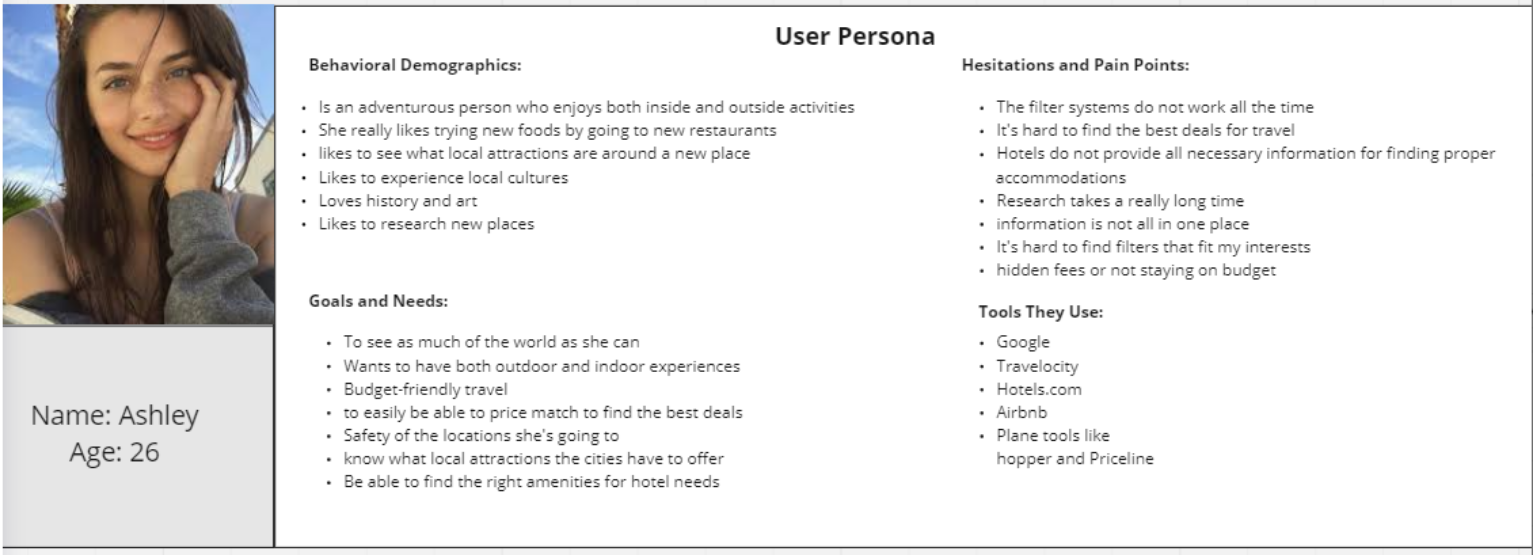 User Persona
Behavioral Demographics:
• Is an adventurous person who enjoys both inside and outside activities
• She really likes trying new foods by going to new restaurants
• likes to see what local attractions are around a new place
• Likes to experience local cultures
• Loves history and art
• Likes to research new places
Goals and Needs:
• To see as much of the world as she can
• Wants to have both outdoor and indoor experiences
• Budget-friendly travel
• to easily be able to price match to find the best deals
• Safety of the locations she's going to
• know what local attractions the cities have to offer
• Be able to find the right amenities for hotel needs
Hesitations and Pain Points:
• The filter systems do not work all the time
• It's hard to find the best deals for travel
• Hotels do not provide all necessary information for finding proper
accommodations
• Research takes a really long time
• information is not all in one place
• It's hard to find filters that fit my interests
• hidden fees or not staying on budget
Tools They Use:
• Google
• Travelocity
• Hotels.com
• Airbnb
• Plane tools like
hopper and Priceline
Name: Ashley
Age: 26